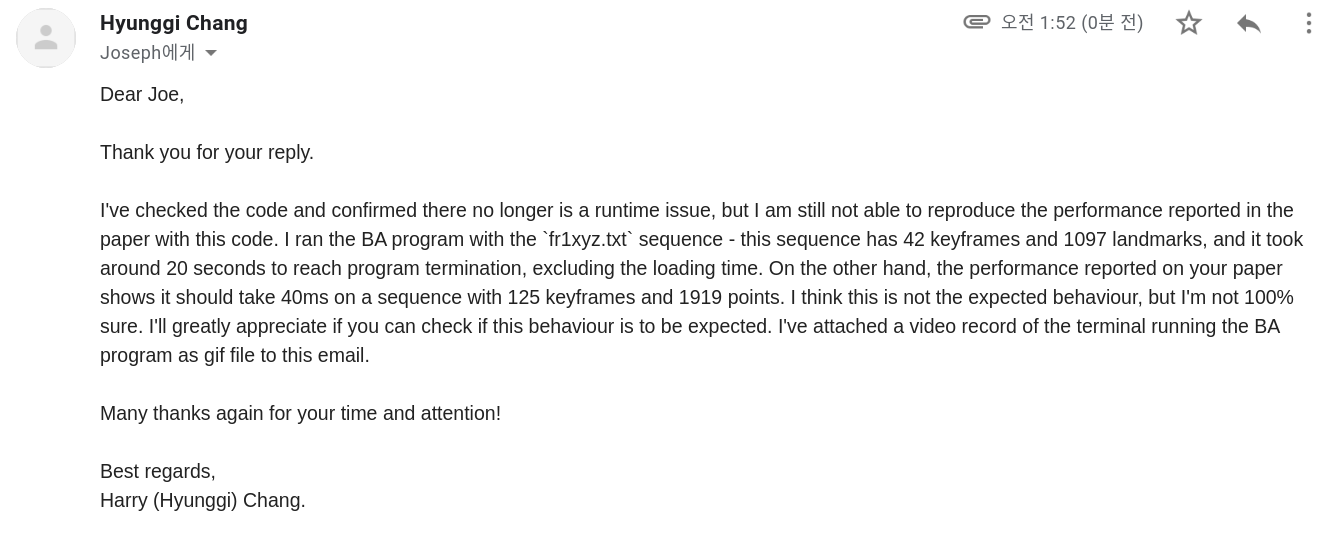 Hyunggi Chang
오전 1:52 (0분 전)
Joseph에게
Dear Joe,
Thank you for your reply.
I've checked the code and confirmed there no longer is a runtime issue, but I am still not able to reproduce the performance reported in the
paper with this code. I ran the BA program with the `fr1xyz.txt` sequence - this sequence has 42 keyframes and 1097 landmarks, and it took
around 20 seconds to reach program termination, excluding the loading time. On the other hand, the performance reported on your paper
shows it should take 40ms on a sequence with 125 keyframes and 1919 points. I think this is not the expected behaviour, but I'm not 100%
sure. I'll greatly appreciate if you can check if this behaviour is to be expected. I've attached a video record of the terminal running the BA
program as gif file to this email.
Many thanks again for your time and attention!
Best regards,
Harry (Hyunggi) Chang.